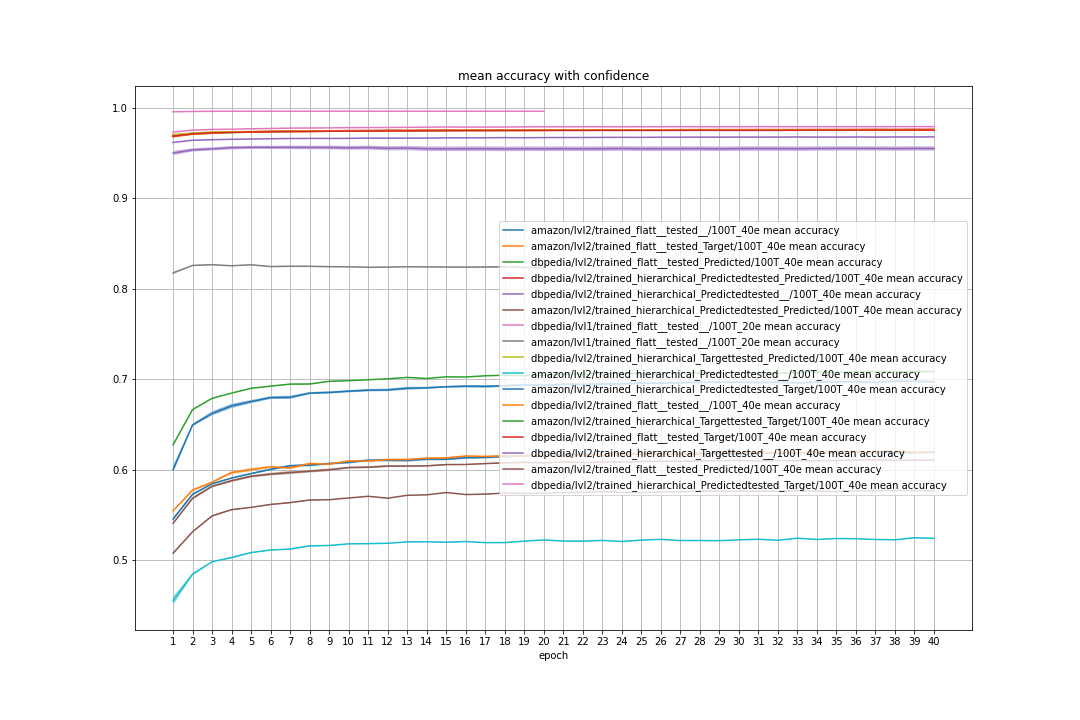 mean accuracy with confidence
1.0
0.9
0.8
0.7
0.6
0.5
amazon/lvl2/trained_flatt__tested__/100T_40e mean accuracy
amazon/lvl2/trained_flatt__tested_Target/100T_40e mean accuracy
dbpedia/lvl2/trained_flatt__tested_Predicted/100T_40e mean accuracy
dbpedia/lvl2/trained_hierarchical_Predictedtested_Predicted/100T_40e mean accuracy
dbpedia/lvl2/trained_hierarchical_Predictedtested__/100T_40e mean accuracy
amazon/lvl2/trained_hierarchical_Predictedtested_Predicted/100T_40e mean accuracy
dbpedia/lvl1/trained_flatt__tested__/100T_20e mean accuracy
amazon/lvl1/trained_flatt__tested__/100T_20e mean accuracy
dbpedia/lvl2/trained_hierarchical_Targettested_Predicted/100T_40e mean accuracy
amazon/lvl2/trained_hierarchical_Predictedtested__/100T_40e mean accuracy
amazon/lvl2/trained_hierarchical_Predictedtested_Target/100T_40e mean accuracy
dbpedia/lvl2/trained_flatt__tested__/100T_40e mean accuracy
amazon/lvl2/trained_hierarchical_Targettested_Target/100T_40e mean accuracy
dbpedia/lvl2/trained_flatt__tested_Target/100T_40e mean accuracy
dbpedia/lvl2/trained_hierarchical_Targettested__/100T_40e mean accuracy
amazon/lvl2/trained_flatt__tested_Predicted/100T_40e mean accuracy
dbpedia/lvl2/trained_hierarchical_Predictedtested_Target/100T_40e mean accuracy
1 2 3 4 5 6 7 8 9 10 11 12 13 14 15 16 17 18 19 20 21 22 23 24 25 26 27 28 29 30 31 32 33 34 35 36 37 38 39 40
epoch